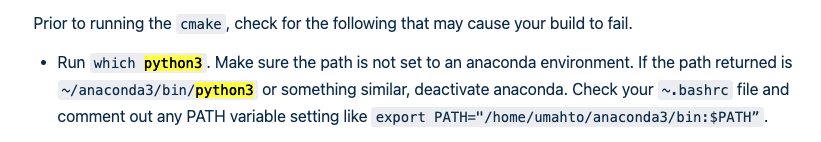 Prior to running the cmake, check for the following that may cause your build to fail.
• Run which python3. Make sure the path is not set to an anaconda environment. If the path returned is
~/anaconda3/bin/python3 or something similar, deactivate anaconda. Check your ~.bashrc file and
comment out any PATH variable setting like export PATH="/home/umahto/anaconda3/bin:$PATH”.